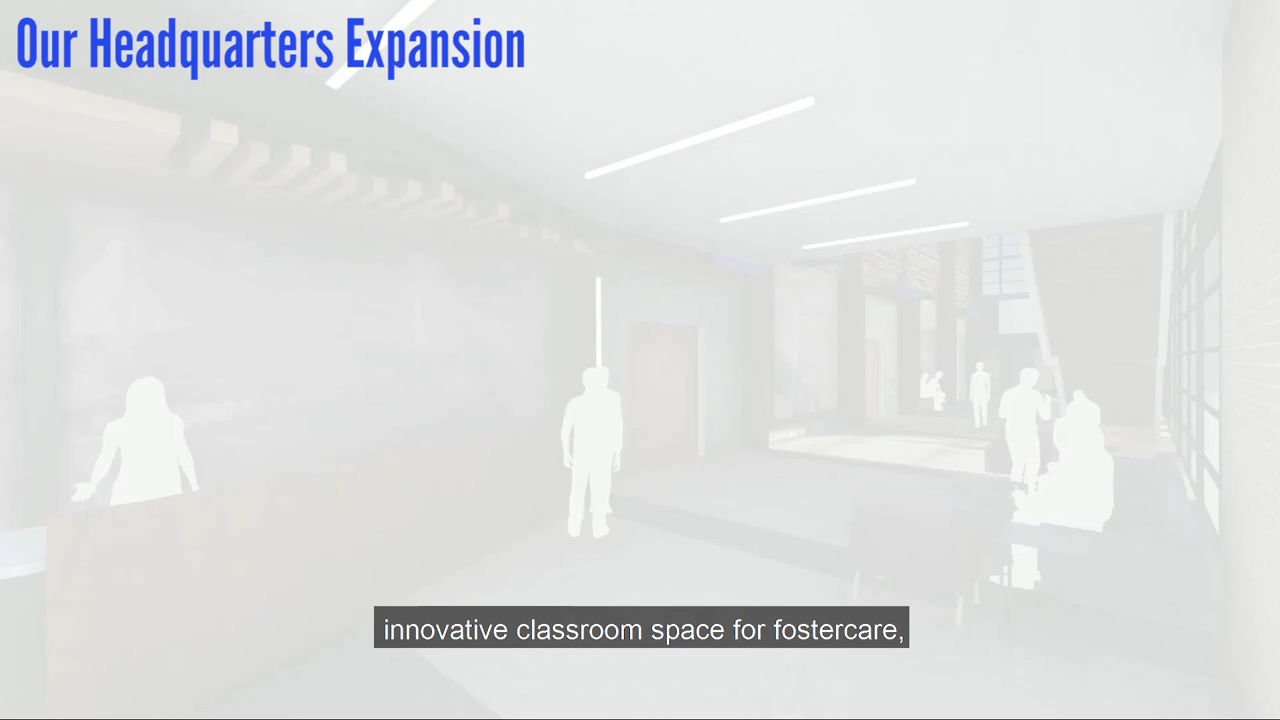 Our Headquarters Expansion
innovative classroom space for fostercare,